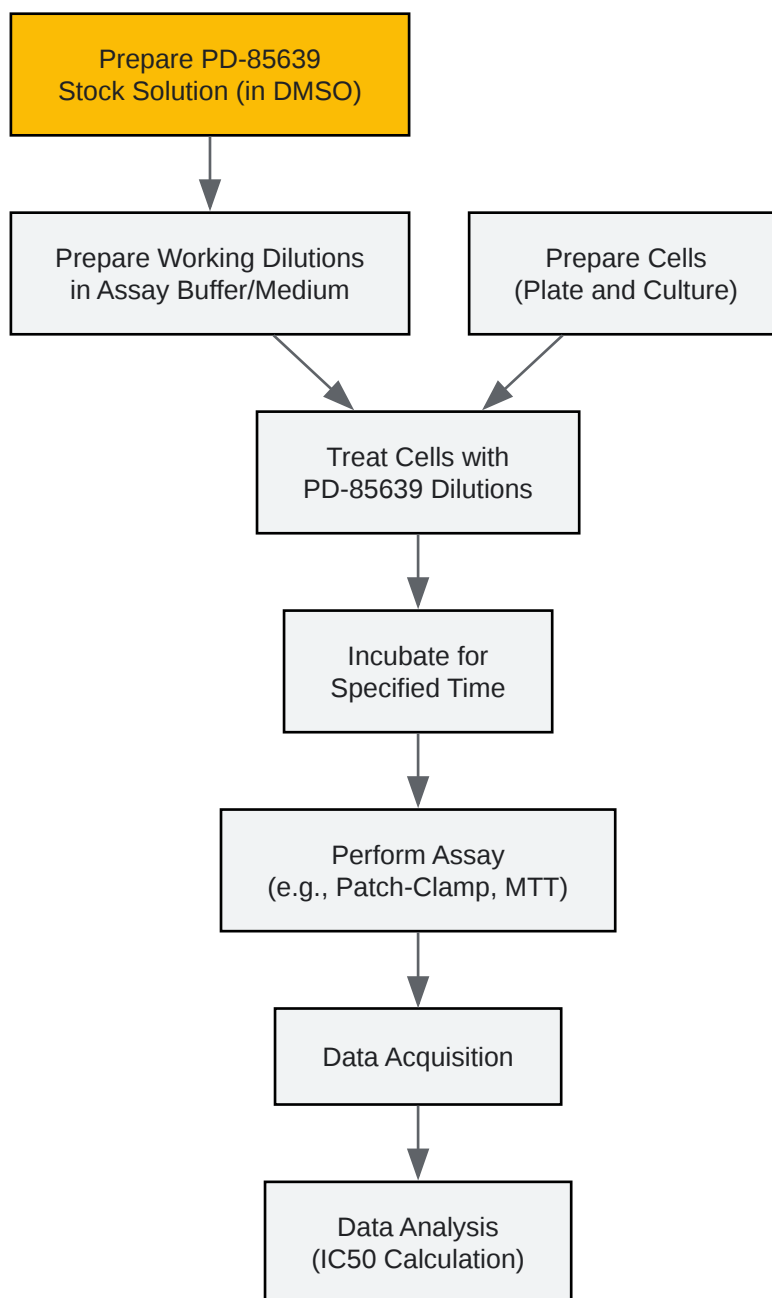 Prepare PD-85639
Stock Solution (in DMSO)
Prepare Working Dilutions
in Assay Buffer/Medium
Prepare Cells
(Plate and Culture)
Treat Cells with
PD-85639 Dilutions
Incubate for
Specified Time
Perform Assay
(e.g., Patch-Clamp, MTT)
Data Acquisition
Data Analysis
(IC50 Calculation)